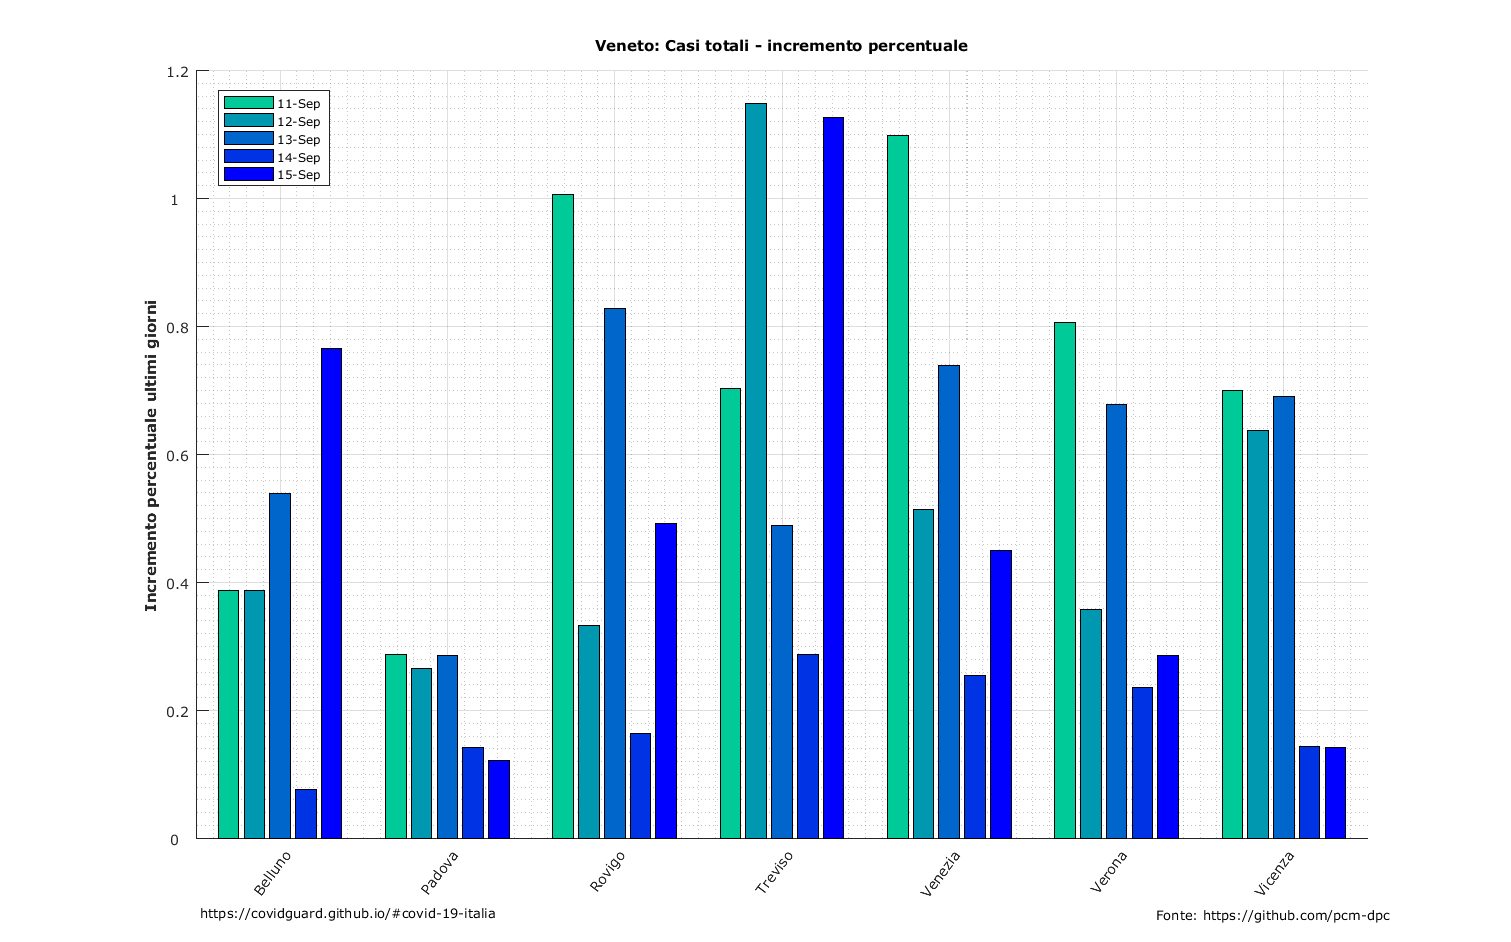 Veneto: Casi totali - incremento percentuale
1.2
1
0.8
0.6
0.4
0.2
0
Incremento percentuale ultimi giorni
11-Sep
12-Sep
13-Sep
14-Sep
15-Sep
Belluno
Padova
Rovigo
Treviso
Venezia
Verona
Vicenza
https://covidguard.github.io/#covid-19-italia
Fonte: https://github.com/pcm-dpc